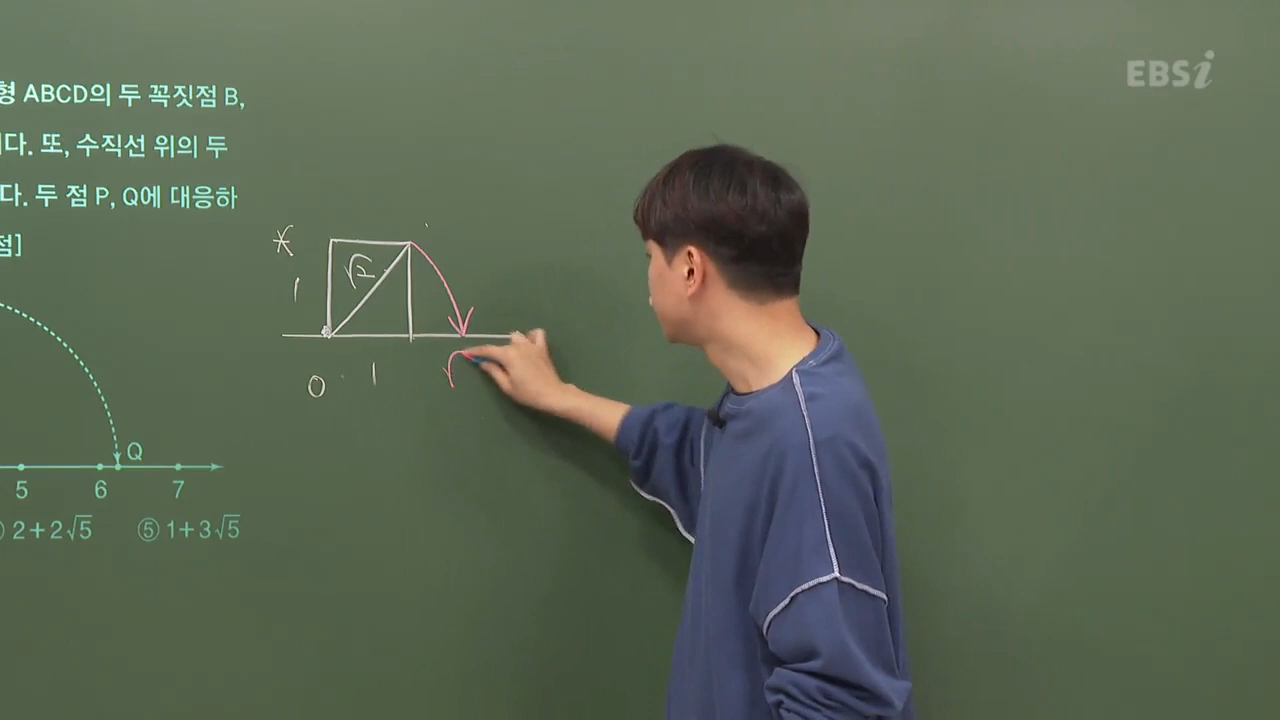 EBSi
형 ABCD의 두 꼭짓점 B,
다. 또, 수직선 위의 두
다. 두 점 P, Q에 대응하
점]
*
1
√2
0
1
Q
5 6 7
2+2√5 ⑤ 1+3√5